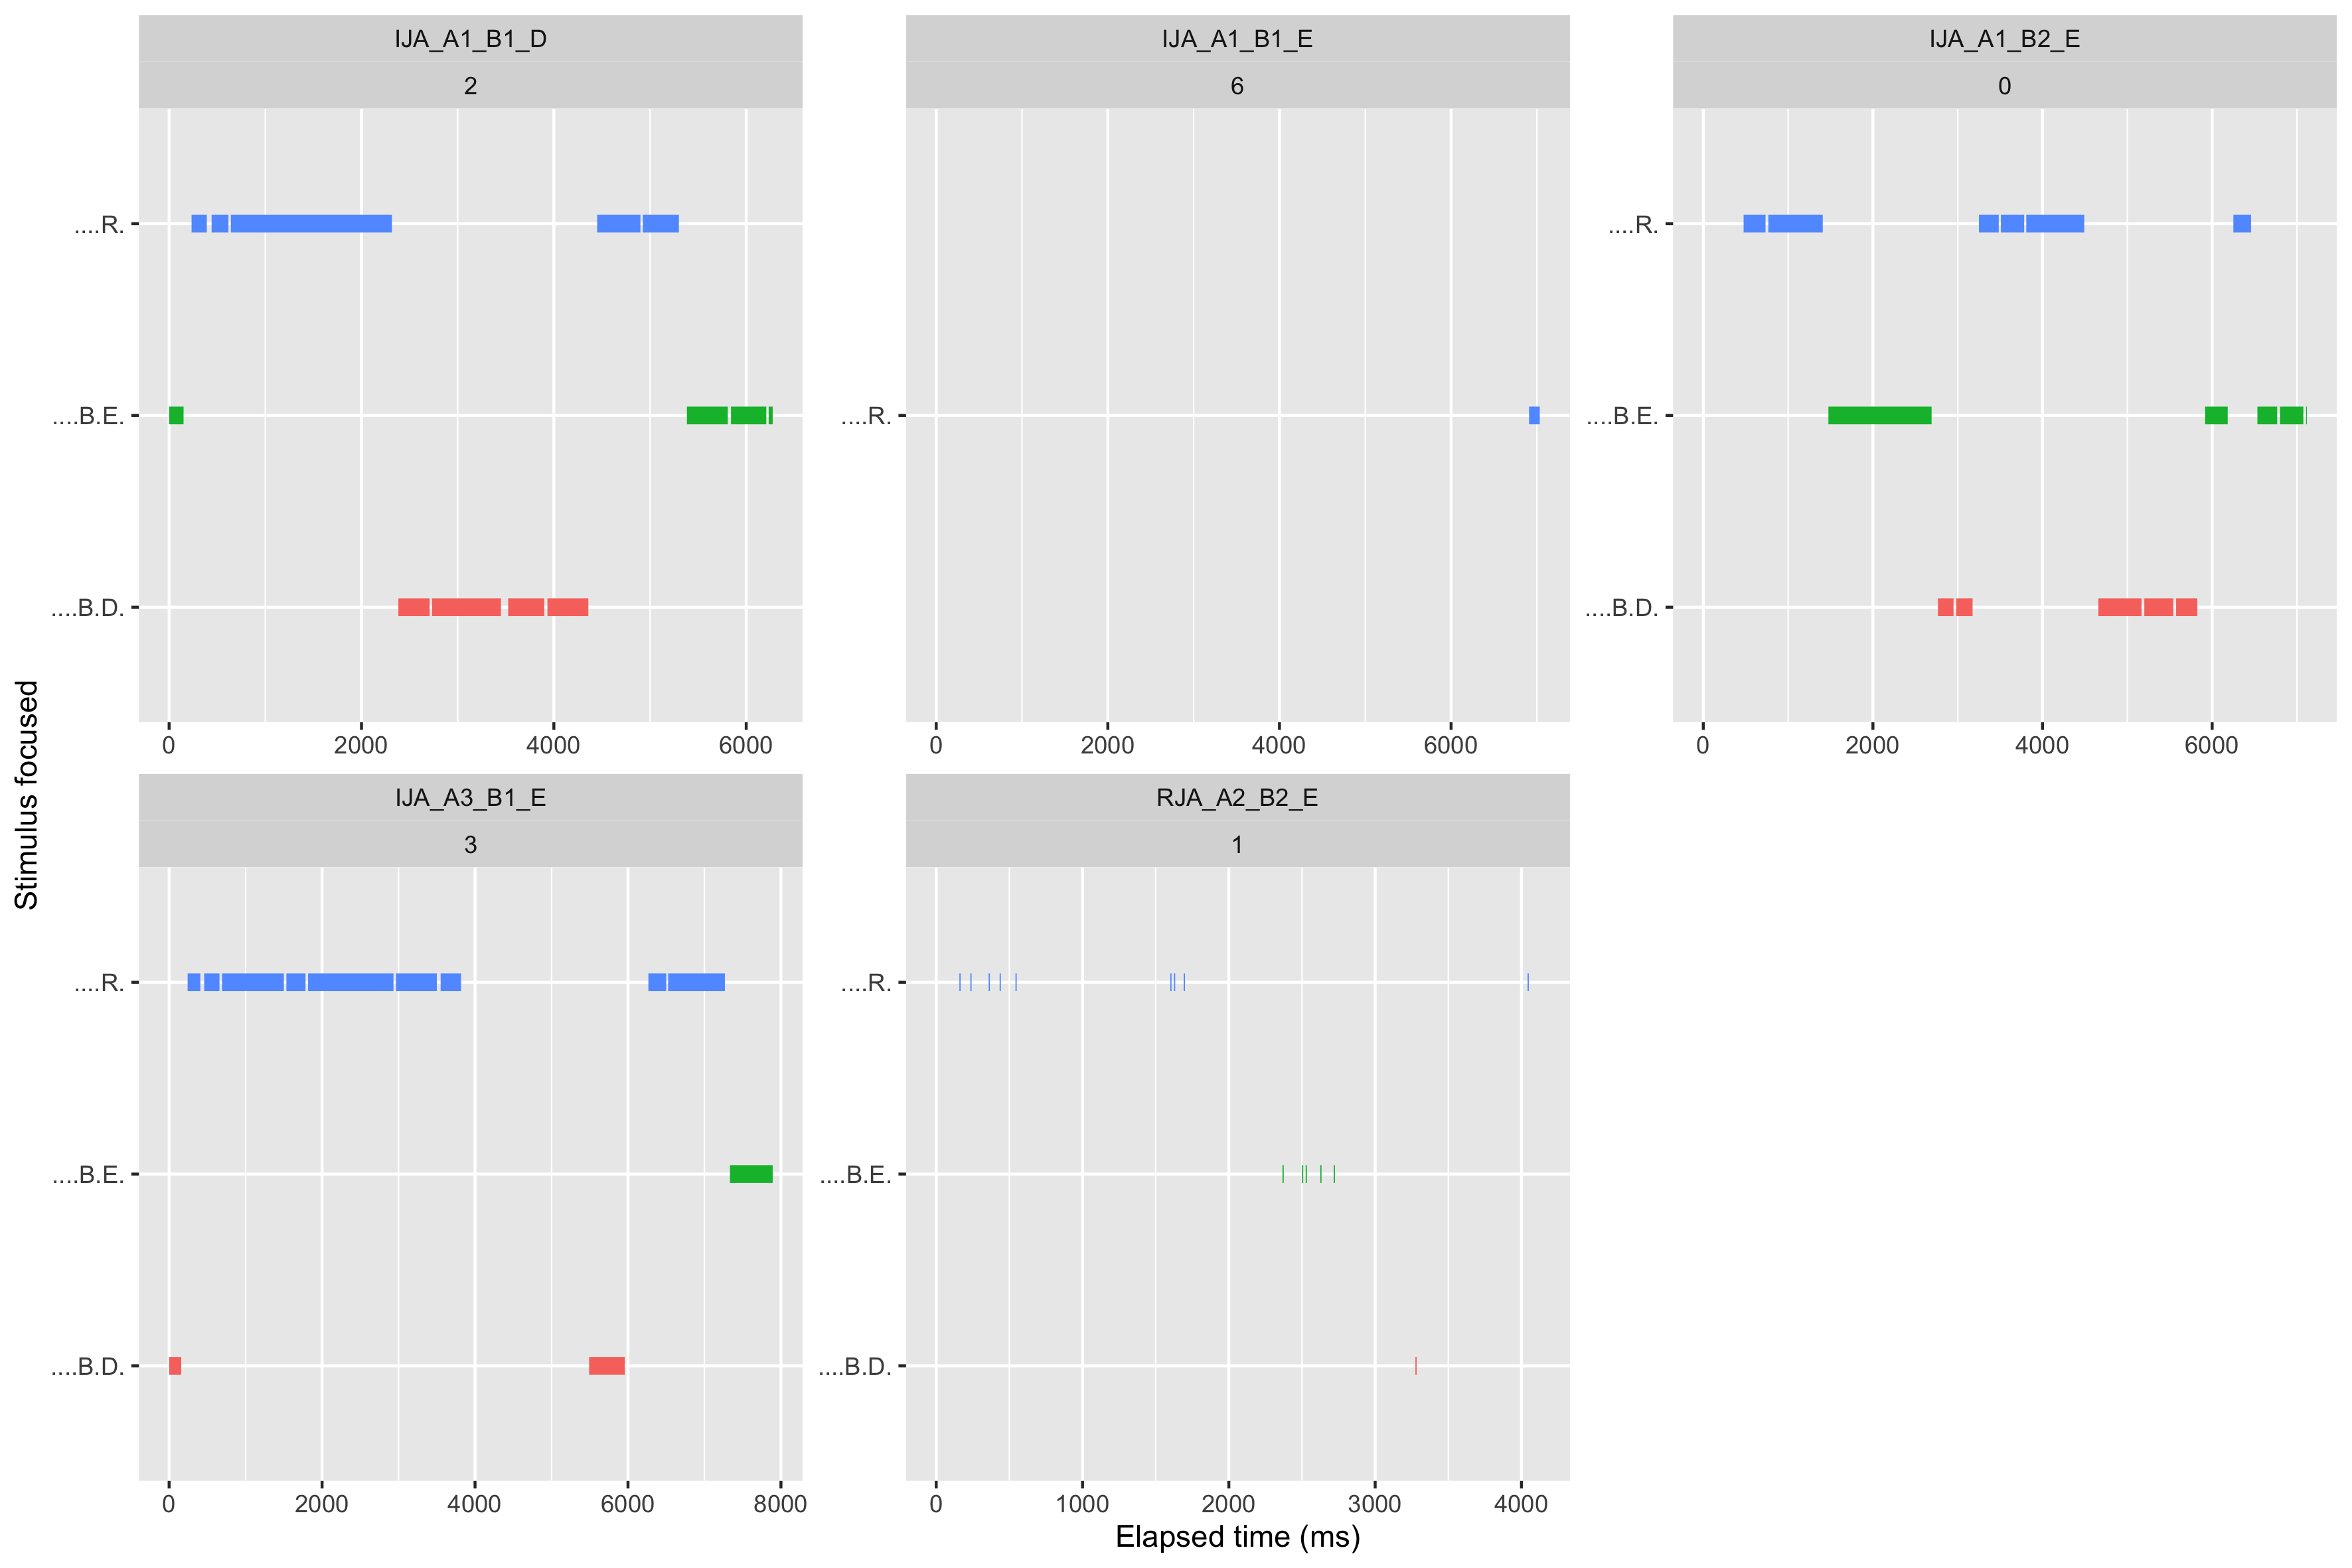 IJA_A1_B1_D
2
....R.
....B.E.
....B.D.
0 2000 4000 6000
IJA_A1_B1_E
6
....R.
0 2000 4000 6000
IJA_A1_B2_E
0
....R.
....B.E.
....B.D.
0 2000 4000 6000
Stimulus focused
IJA_A3_B1_E
3
....R.
....B.E.
....B.D.
0 2000 4000 6000 8000
RJA_A2_B2_E
1
....R.
....B.E.
....B.D.
0 1000 2000 3000 4000
Elapsed time (ms)